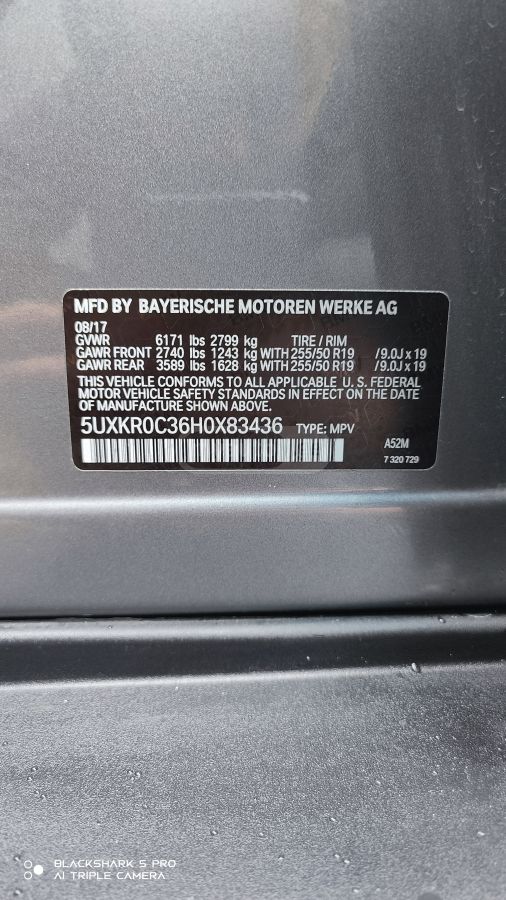 MFD BY BAYERISCHE MOTOREN WERKE AG
08/17
GVWR 6171 lbs 2799 kg TIRE / RIM
GAWR FRONT 2740 lbs 1243 kg WITH 255/50 R19 / 9.0J x 19
GAWR REAR 3589 lbs 1628 kg WITH 255/50 R19 / 9.0J x 19
THIS VEHICLE CONFORMS TO ALL APPLICABLE U. S. FEDERAL
MOTOR VEHICLE SAFETY STANDARDS IN EFFECT ON THE
DATE OF MANUFACTURE SHOWN ABOVE.
5UXKR0C36H0X83436 TYPE: MPV A52M
7 320 729
BLACKSHARK 5 PRO
AI TRIPLE CAMERA